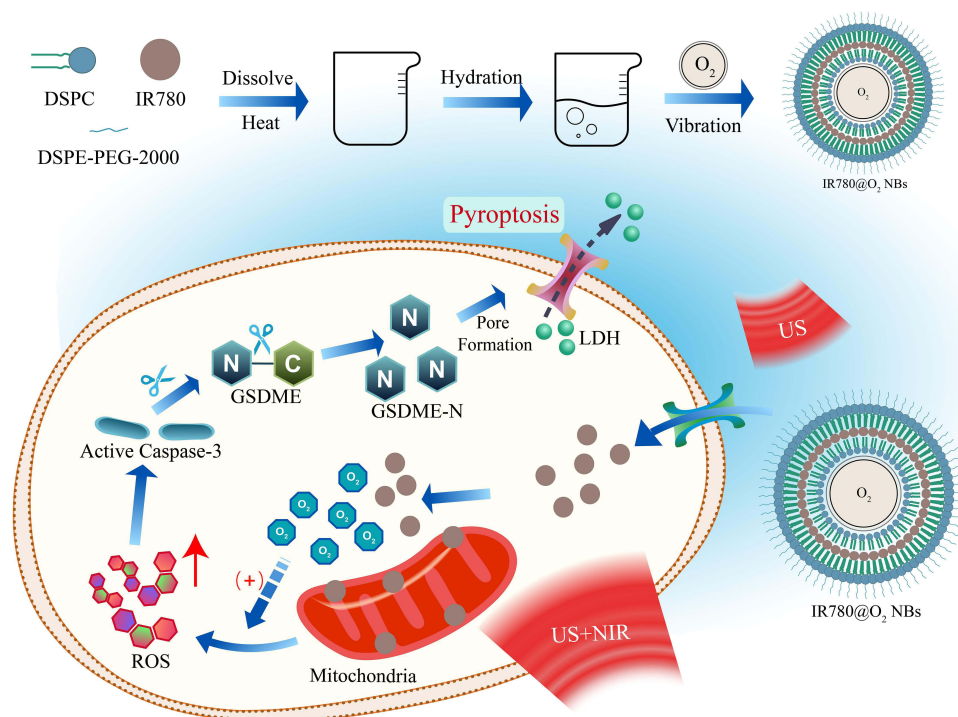 DSPC
IR780
DSPE-PEG-2000
Dissolve
Heat
Hydration
O2
Vibration
O2
IR780@O2 NBs
Pyroptosis
N
N
C
GSDME
N
N
GSDME-N
Pore
Formation
LDH
US
Active Caspase-3
O2
O2
O2
O2
O2
O2
O2
IR780@O2 NBs
(+)
ROS
Mitochondria
US+NIR